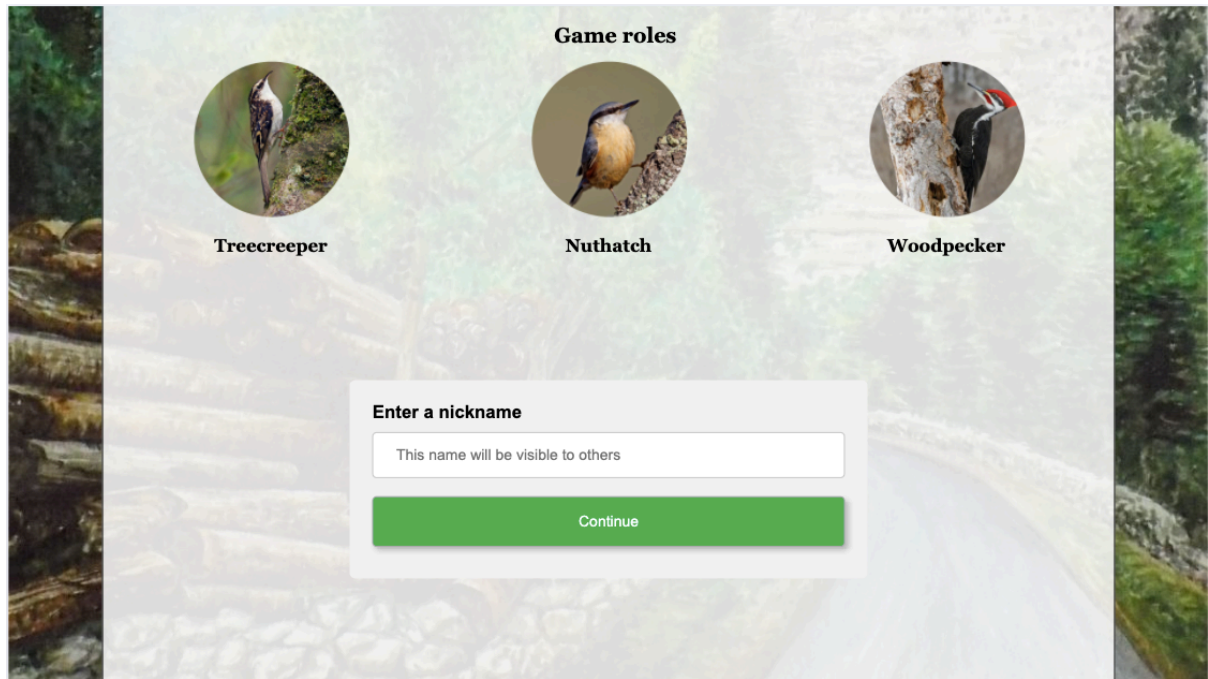 Game roles
Treecreeper
Nuthatch
Woodpecker
Enter a nickname
This name will be visible to others
Continue